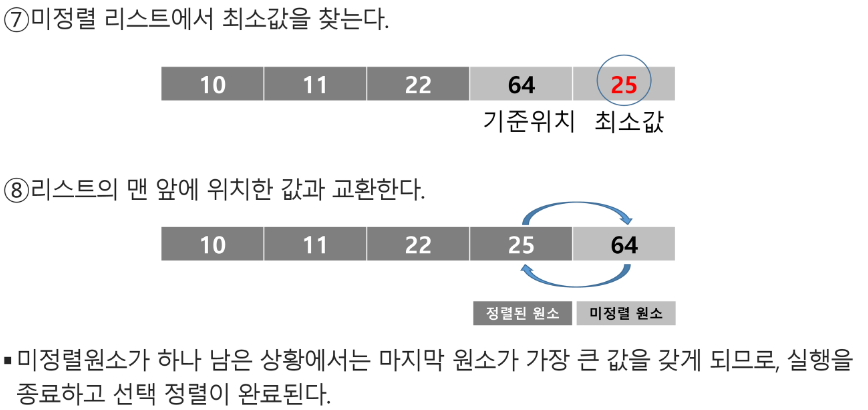 ⑦미정렬 리스트에서 최소값을 찾는다.
10 11 22 64 25
기준위치 최소값
⑧리스트의 맨 앞에 위치한 값과 교환한다.
10 11 22 25 64
정렬된 원소 미정렬 원소
▪ 미정렬원소가 하나 남은 상황에서는 마지막 원소가 가장 큰 값을 갖게 되므로, 실행을
종료하고 선택 정렬이 완료된다.